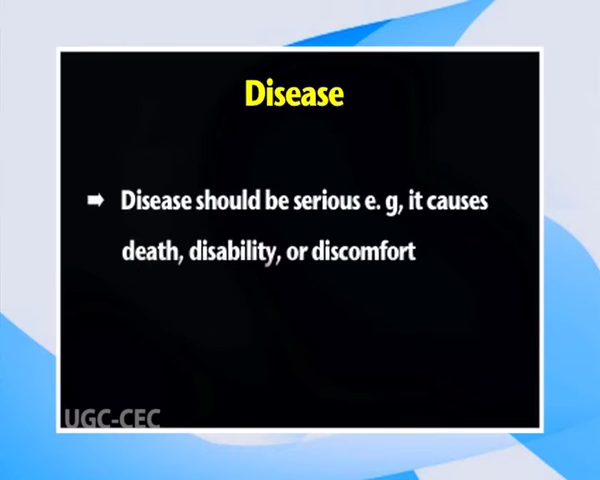 Disease
➡ Disease should be serious e. g, it causes
death, disability, or discomfort
UGC-CEC